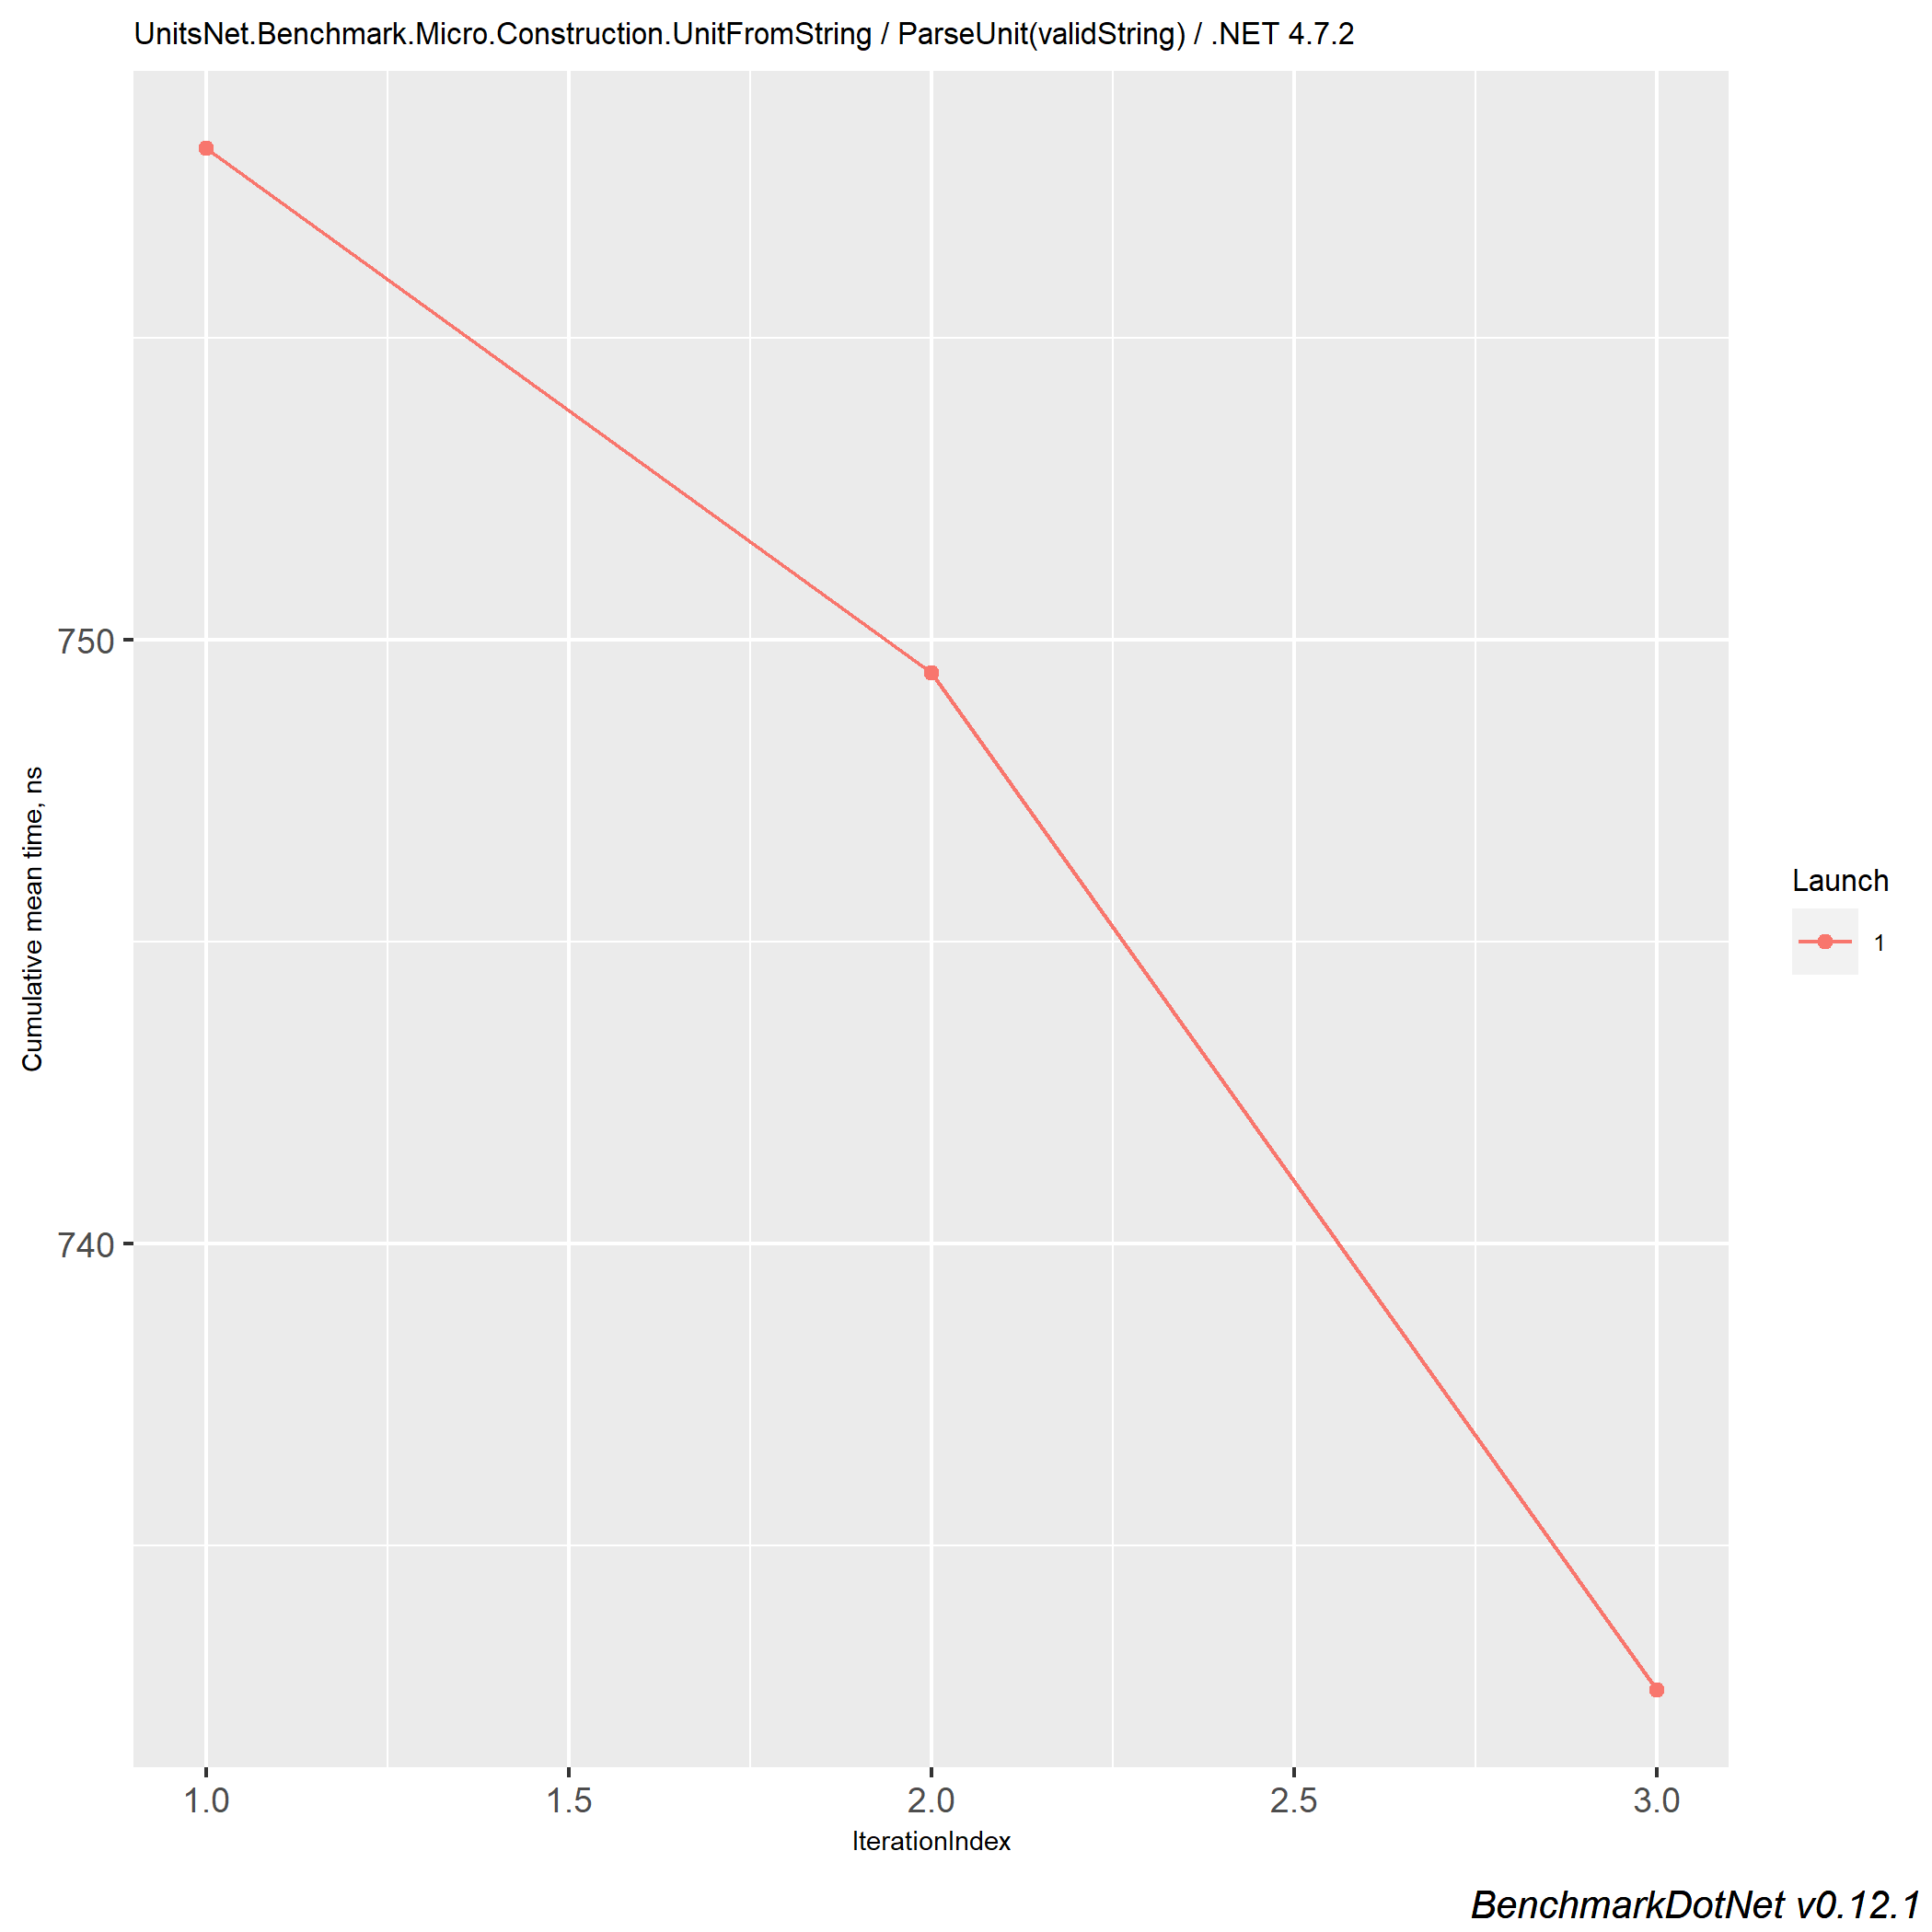 UnitsNet.Benchmark.Micro.Construction.UnitFromString / ParseUnit(validString) / .NET 4.7.2
750
740
Cumulative mean time, ns
1.0 1.5 2.0 2.5 3.0
IterationIndex
Launch
1
BenchmarkDotNet v0.12.1